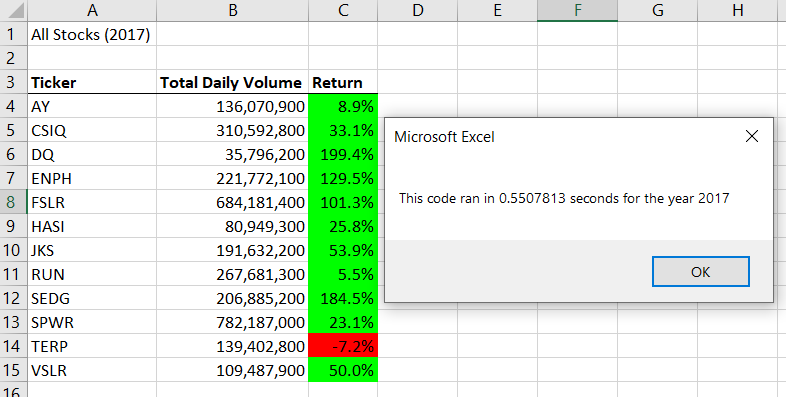 A B C D E F G H
1 All Stocks (2017)
2
3 Ticker Total Daily Volume Return
4 AY 136,070,900 8.9%
5 CSIQ 310,592,800 33.1%
6 DQ 35,796,200 199.4%
7 ENPH 221,772,100 129.5%
8 FSLR 684,181,400 101.3%
9 HASI 80,949,300 25.8%
10 JKS 191,632,200 53.9%
11 RUN 267,681,300 5.5%
12 SEDG 206,885,200 184.5%
13 SPWR 782,187,000 23.1%
14 TERP 139,402,800 -7.2%
15 VSLR 109,487,900 50.0%
16
Microsoft Excel
This code ran in 0.5507813 seconds for the year 2017
OK